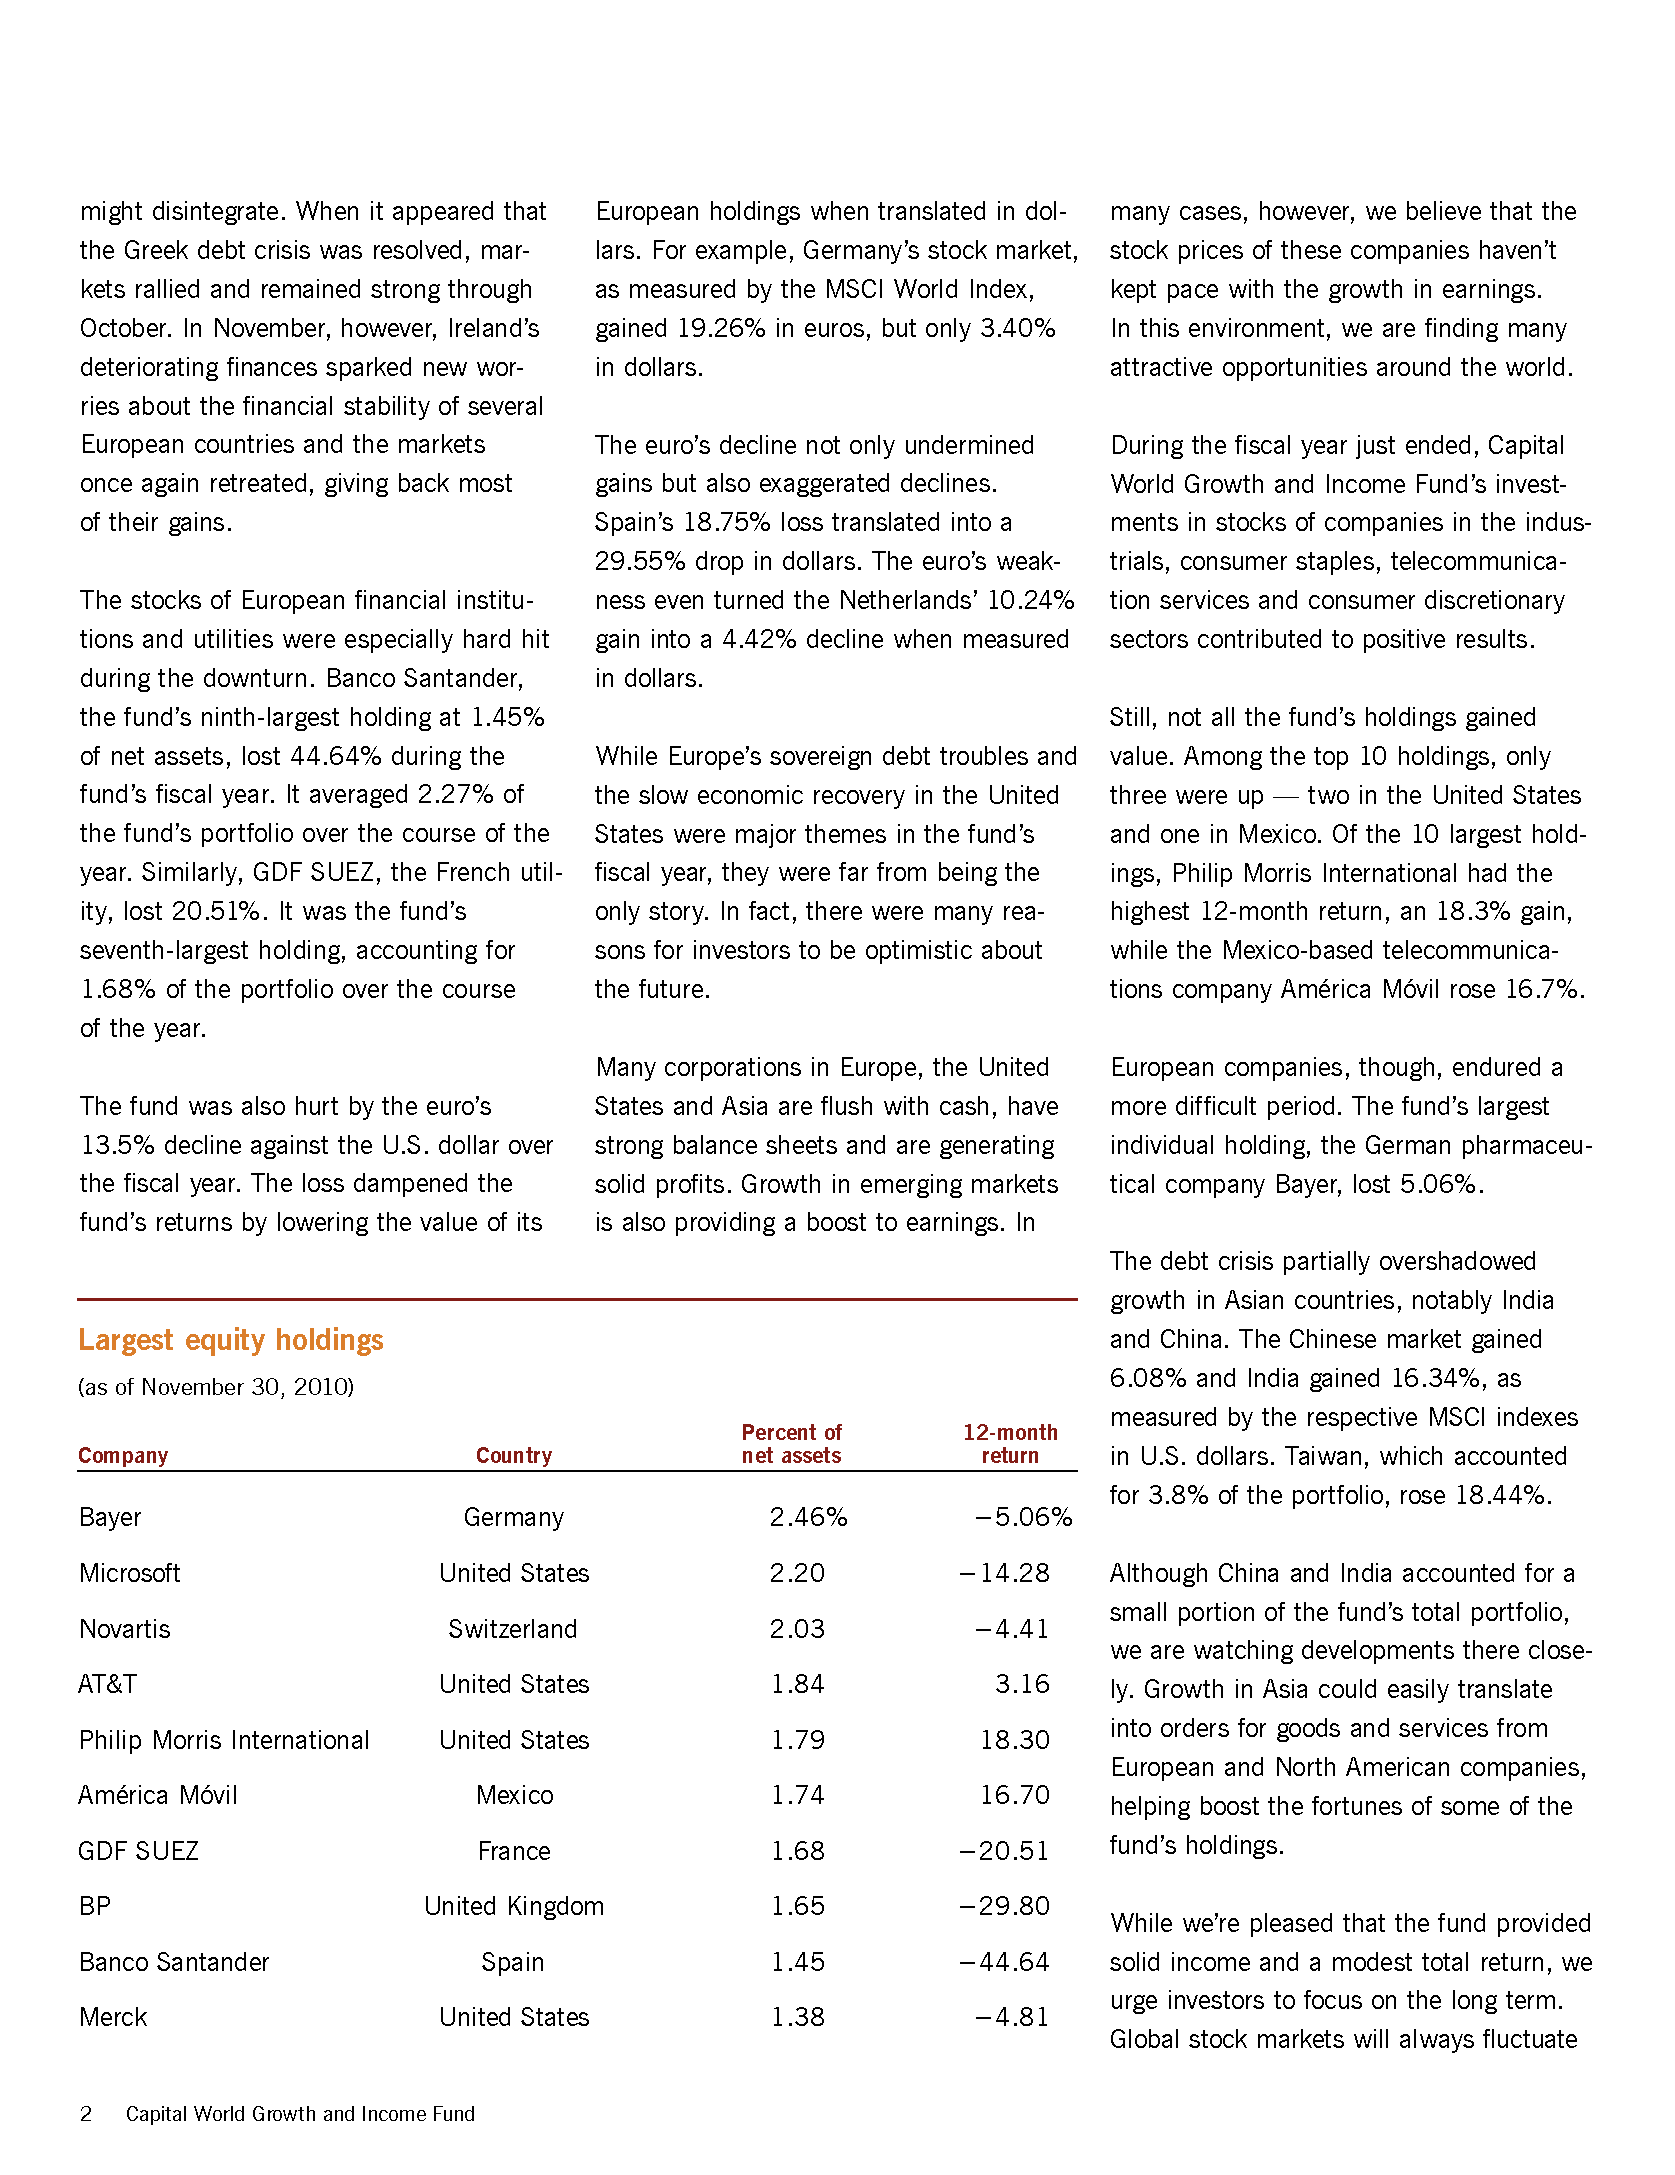 might disintegrate. When it appeared that
the Greek debt crisis was resolved, mar-
kets rallied and remained strong through
October. In November, however, Ireland’s
deteriorating finances sparked new wor-
ries about the financial stability of several
European countries and the markets
once again retreated, giving back most
of their gains.
The stocks of European financial institu-
tions and utilities were especially hard hit
during the downturn. Banco Santander,
the fund’s ninth-largest holding at 1.45%
of net assets, lost 44.64% during the
fund’s fiscal year. It averaged 2.27% of
the fund’s portfolio over the course of the
year. Similarly, GDF SUEZ, the French util-
ity, lost 20.51%. It was the fund’s
seventh-largest holding, accounting for
1.68% of the portfolio over the course
of the year.
The fund was also hurt by the euro’s
13.5% decline against the U.S. dollar over
the fiscal year. The loss dampened the
fund’s returns by lowering the value of its
European holdings when translated in dol-
lars. For example, Germany’s stock market,
as measured by the MSCI World Index,
gained 19.26% in euros, but only 3.40%
in dollars.
The euro’s decline not only undermined
gains but also exaggerated declines.
Spain’s 18.75% loss translated into a
29.55% drop in dollars. The euro’s weak-
ness even turned the Netherlands’ 10.24%
gain into a 4.42% decline when measured
in dollars.
While Europe’s sovereign debt troubles and
the slow economic recovery in the United
States were major themes in the fund’s
fiscal year, they were far from being the
only story. In fact, there were many rea-
sons for investors to be optimistic about
the future.
Many corporations in Europe, the United
States and Asia are flush with cash, have
strong balance sheets and are generating
solid profits. Growth in emerging markets
is also providing a boost to earnings. In
many cases, however, we believe that the
stock prices of these companies haven’t
kept pace with the growth in earnings.
In this environment, we are finding many
attractive opportunities around the world.
During the fiscal year just ended, Capital
World Growth and Income Fund’s invest-
ments in stocks of companies in the indus-
trials, consumer staples, telecommunica-
tion services and consumer discretionary
sectors contributed to positive results.
Still, not all the fund’s holdings gained
value. Among the top 10 holdings, only
three were up — two in the United States
and one in Mexico. Of the 10 largest hold-
ings, Philip Morris International had the
highest 12-month return, an 18.3% gain,
while the Mexico-based telecommunica-
tions company América Móvil rose 16.7%.
European companies, though, endured a
more difficult period. The fund’s largest
individual holding, the German pharmaceu-
tical company Bayer, lost 5.06%.
The debt crisis partially overshadowed
growth in Asian countries, notably India
and China. The Chinese market gained
6.08% and India gained 16.34%, as
measured by the respective MSCI indexes
in U.S. dollars. Taiwan, which accounted
for 3.8% of the portfolio, rose 18.44%.
Although China and India accounted for a
small portion of the fund’s total portfolio,
we are watching developments there close-
ly. Growth in Asia could easily translate
into orders for goods and services from
European and North American companies,
helping boost the fortunes of some of the
fund’s holdings.
While we’re pleased that the fund provided
solid income and a modest total return, we
urge investors to focus on the long term.
Global stock markets will always fluctuate
Largest equity holdings
(as of November 30, 2010)
Percent of 12-month
Company Country net assets return
Bayer Germany 2.46% –5.06%
Microsoft United States 2.20 –14.28
Novartis Switzerland 2.03 –4.41
AT&T United States 1.84 3.16
Philip Morris International United States 1.79 18.30
América Móvil Mexico 1.74 16.70
GDF SUEZ France 1.68 –20.51
BP United Kingdom 1.65 –29.80
Banco Santander Spain 1.45 –44.64
Merck United States 1.38 –4.81
2 Capital World Growth and Income Fund